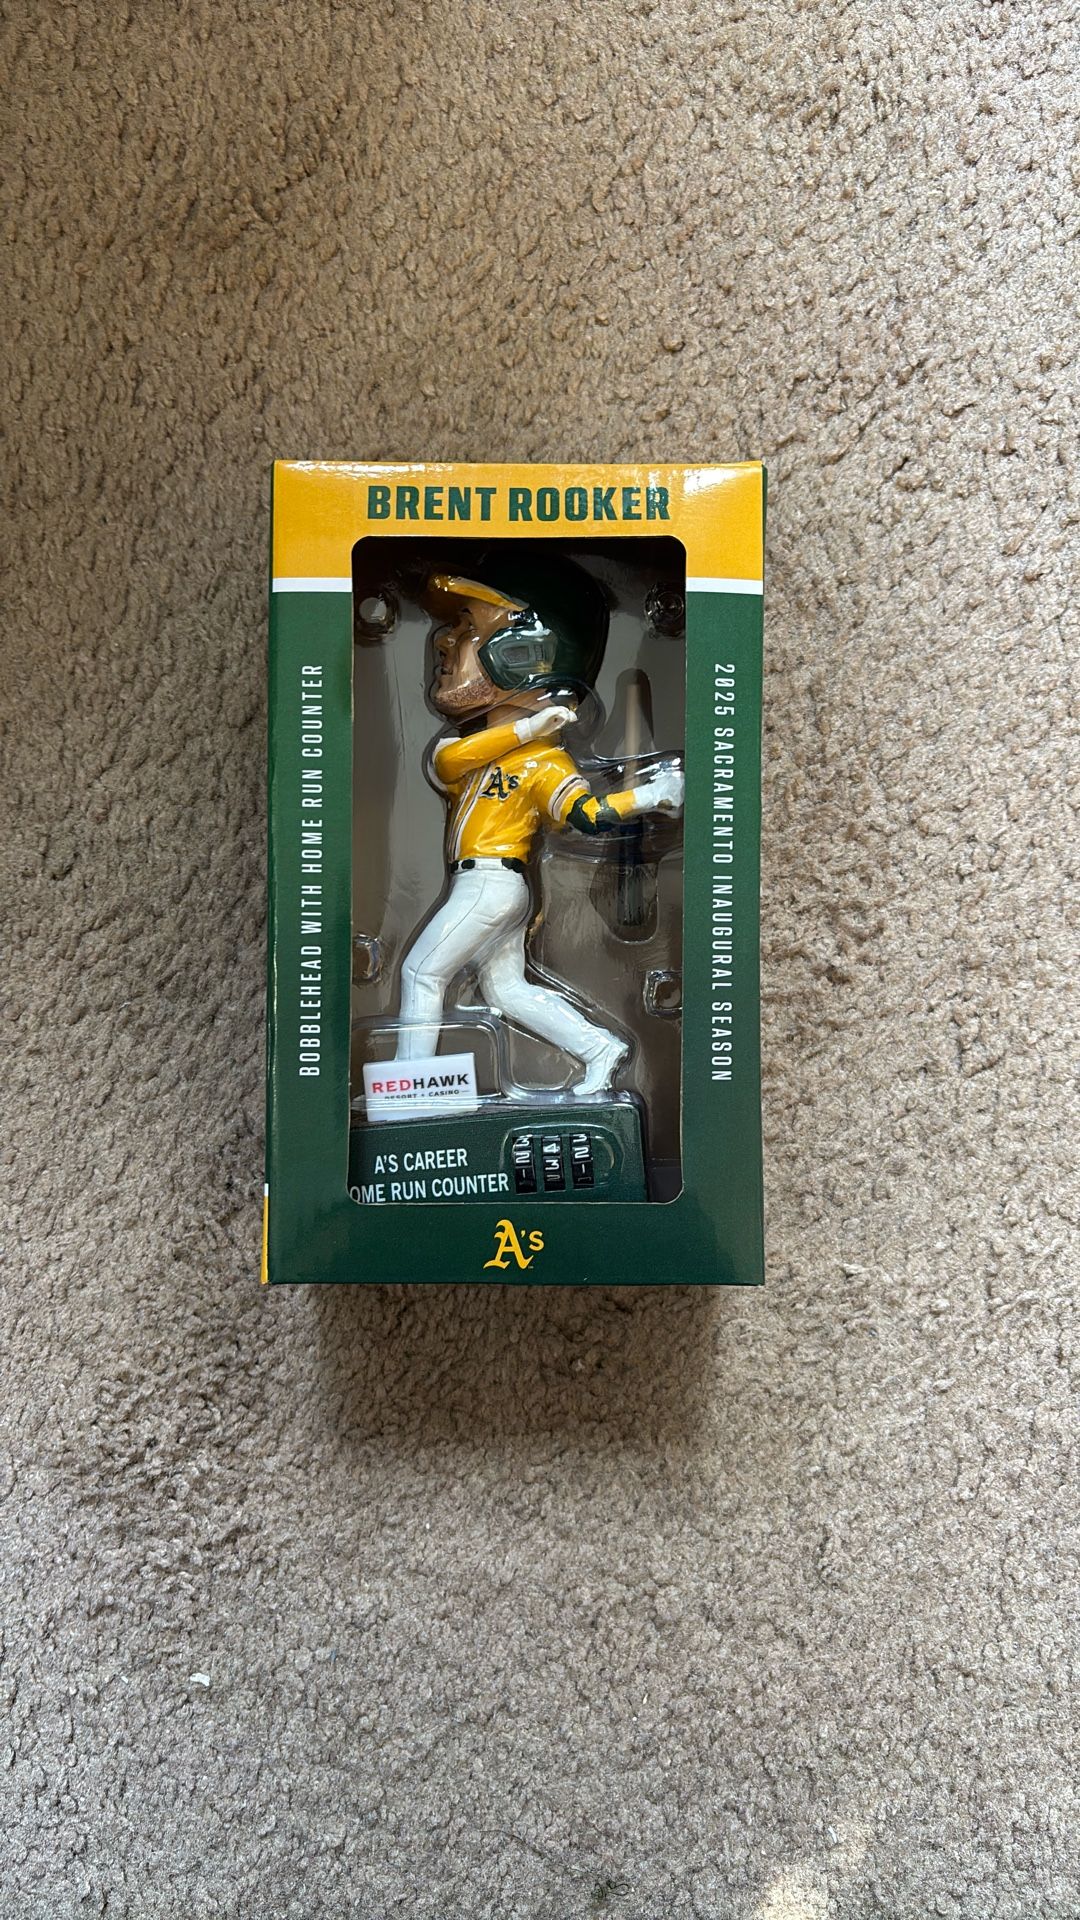 BRENT ROOKER
BOBBLEHEAD WITH HOME RUN COUNTER
2025 SACRAMENTO INAUGURAL SEASON
A's
REDHAWK
RESORT + CASINO
A'S CAREER
OME RUN COUNTER
A's